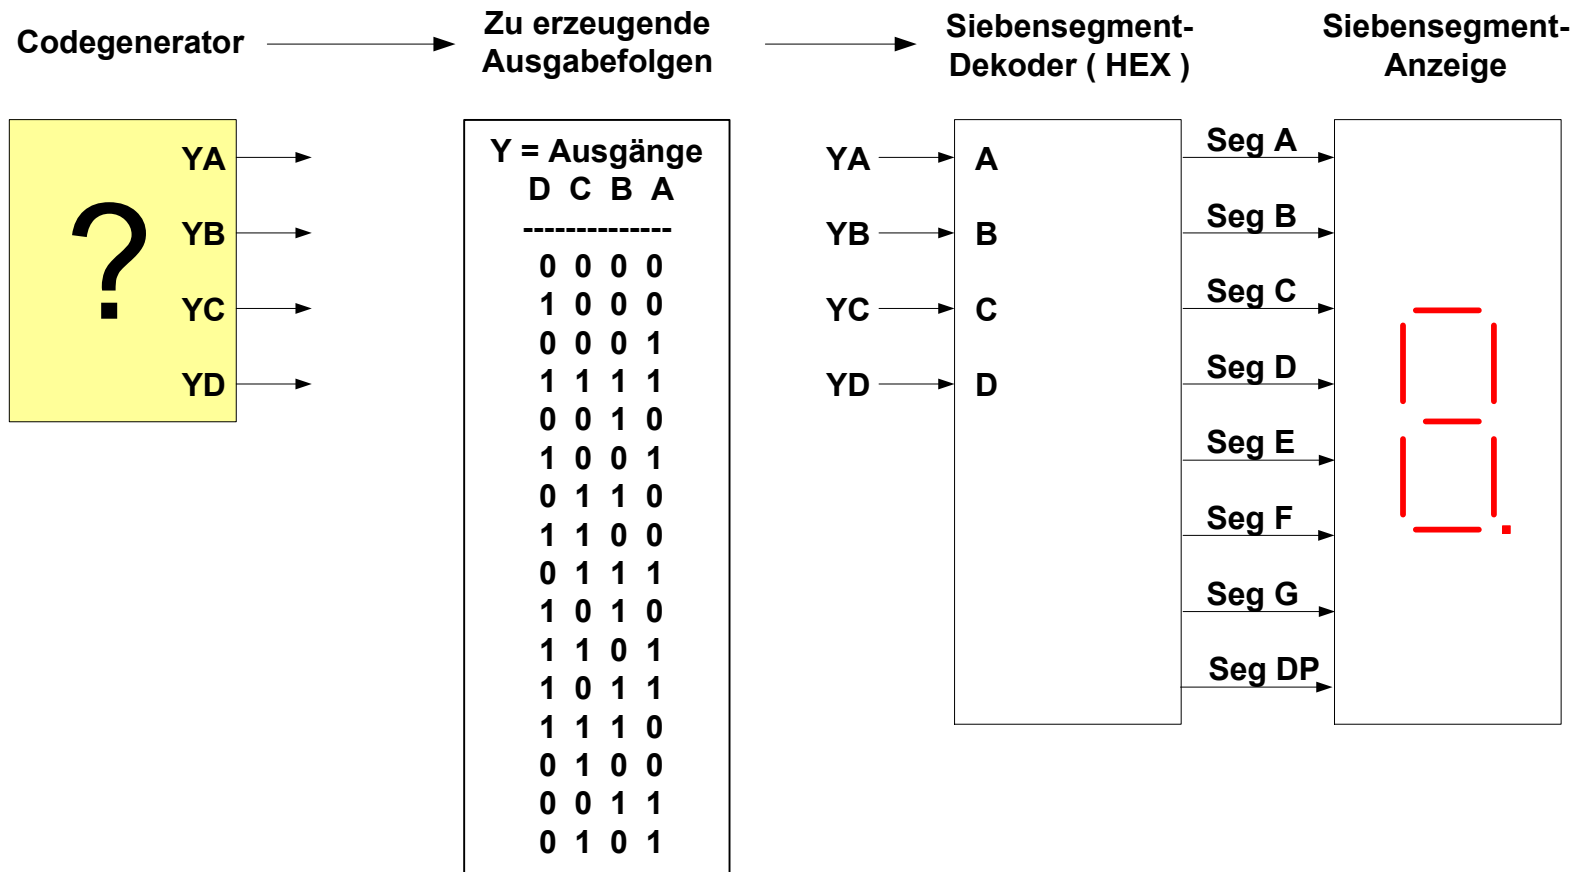 Codegenerator
Zu erzeugende
Ausgabefolgen
Siebensegment-
Dekoder ( HEX )
Siebensegment-
Anzeige
?
YA
YB
YC
YD
Y = Ausgänge
D C B A
--------------
0 0 0 0
1 0 0 0
0 0 0 1
1 1 1 1
0 0 1 0
1 0 0 1
0 1 1 0
1 1 0 0
0 1 1 1
1 0 1 0
1 1 0 1
1 0 1 1
1 1 1 0
0 1 0 0
0 0 1 1
0 1 0 1
YA
YB
YC
YD
A
B
C
D
Seg A
Seg B
Seg C
Seg D
Seg E
Seg F
Seg G
Seg DP
8.